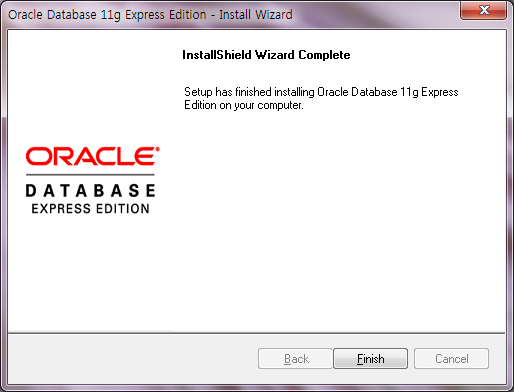 Oracle Database 11g Express Edition - Install Wizard
InstallShield Wizard Complete
Setup has finished installing Oracle Database 11g Express
Edition on your computer.
ORACLE®
DATABASE
EXPRESS EDITION
Back
Finish
Cancel